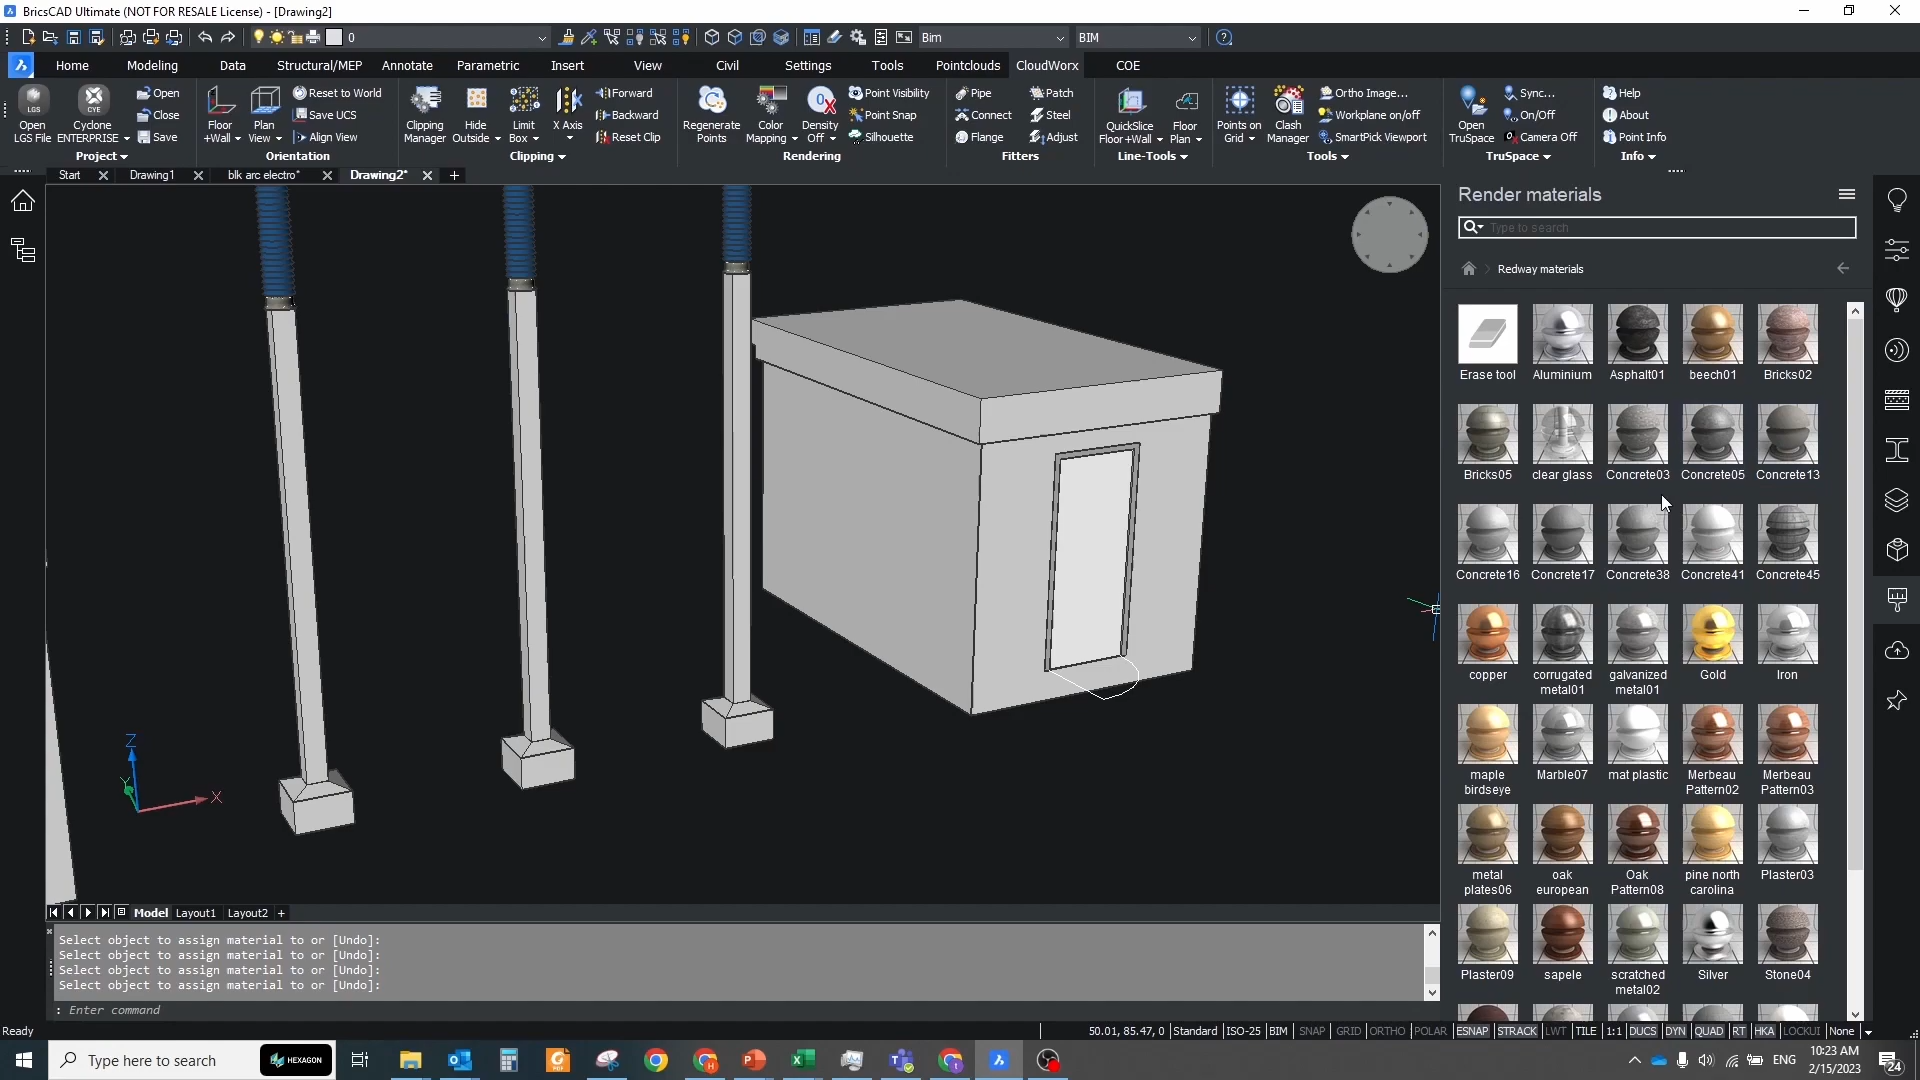 BricsCAD Ultimate (NOT FOR RESALE License) - [Drawing2]
0
Bim
BIM
Home
Modeling
Data
Structural/MEP
Annotate
Parametric
Insert
View
Civil
Settings
Tools
Pointclouds
CloudWorx
COE
LGS
Open
LGS File
CYE
Cyclone
ENTERPRISE
Open
Close
Save
Project
Floor
+Wall
Plan
View
Reset to World
Save UCS
Align View
Orientation
Clipping
Manager
Hide
Outside
Limit
Box
X Axis
Forward
Backward
Reset Clip
Clipping
Regenerate
Points
Color
Mapping
Density
Off
Point Visibility
Point Snap
Silhouette
Rendering
Pipe
Connect
Flange
Patch
Steel
Adjust
Fitters
QuickSlice
Floor+Wall
Floor
Plan
Line-Tools
Points on
Grid
Clash
Manager
Ortho Image...
Workplane on/off
SmartPick Viewport
Tools
Open
TruSpace
Sync...
On/Off
Camera Off
TruSpace
Help
About
Point Info
Info
Start
Drawing1
blk arc electro*
Drawing2*
Render materials
Type to search
Redway materials
Erase tool
Aluminium
Asphalt01
beech01
Bricks02
Bricks05
clear glass
Concrete03
Concrete05
Concrete13
Concrete16
Concrete17
Concrete38
Concrete41
Concrete45
copper
corrugated
metal01
galvanized
metal01
Gold
Iron
maple
birdseye
Marble07
mat plastic
Merbeau
Pattern02
Merbeau
Pattern03
metal
plates06
oak
european
Oak
Pattern08
pine north
carolina
Plaster03
Plaster09
sapele
scratched
metal02
Silver
Stone04
Z
Y
X
Model
Layout1
Layout2
+
Select object to assign material to or [Undo]:
Select object to assign material to or [Undo]:
Select object to assign material to or [Undo]:
Select object to assign material to or [Undo]:
: Enter command
Ready
50.01, 85.47, 0
Standard
ISO-25
BIM
SNAP
GRID
ORTHO
POLAR
ESNAP
STRACK
LWT
TILE
1:1
DUCS
DYN
QUAD
RT
HKA
LOCKUI
None
Type here to search
HEXAGON
ENG
10:23 AM
2/15/2023
24